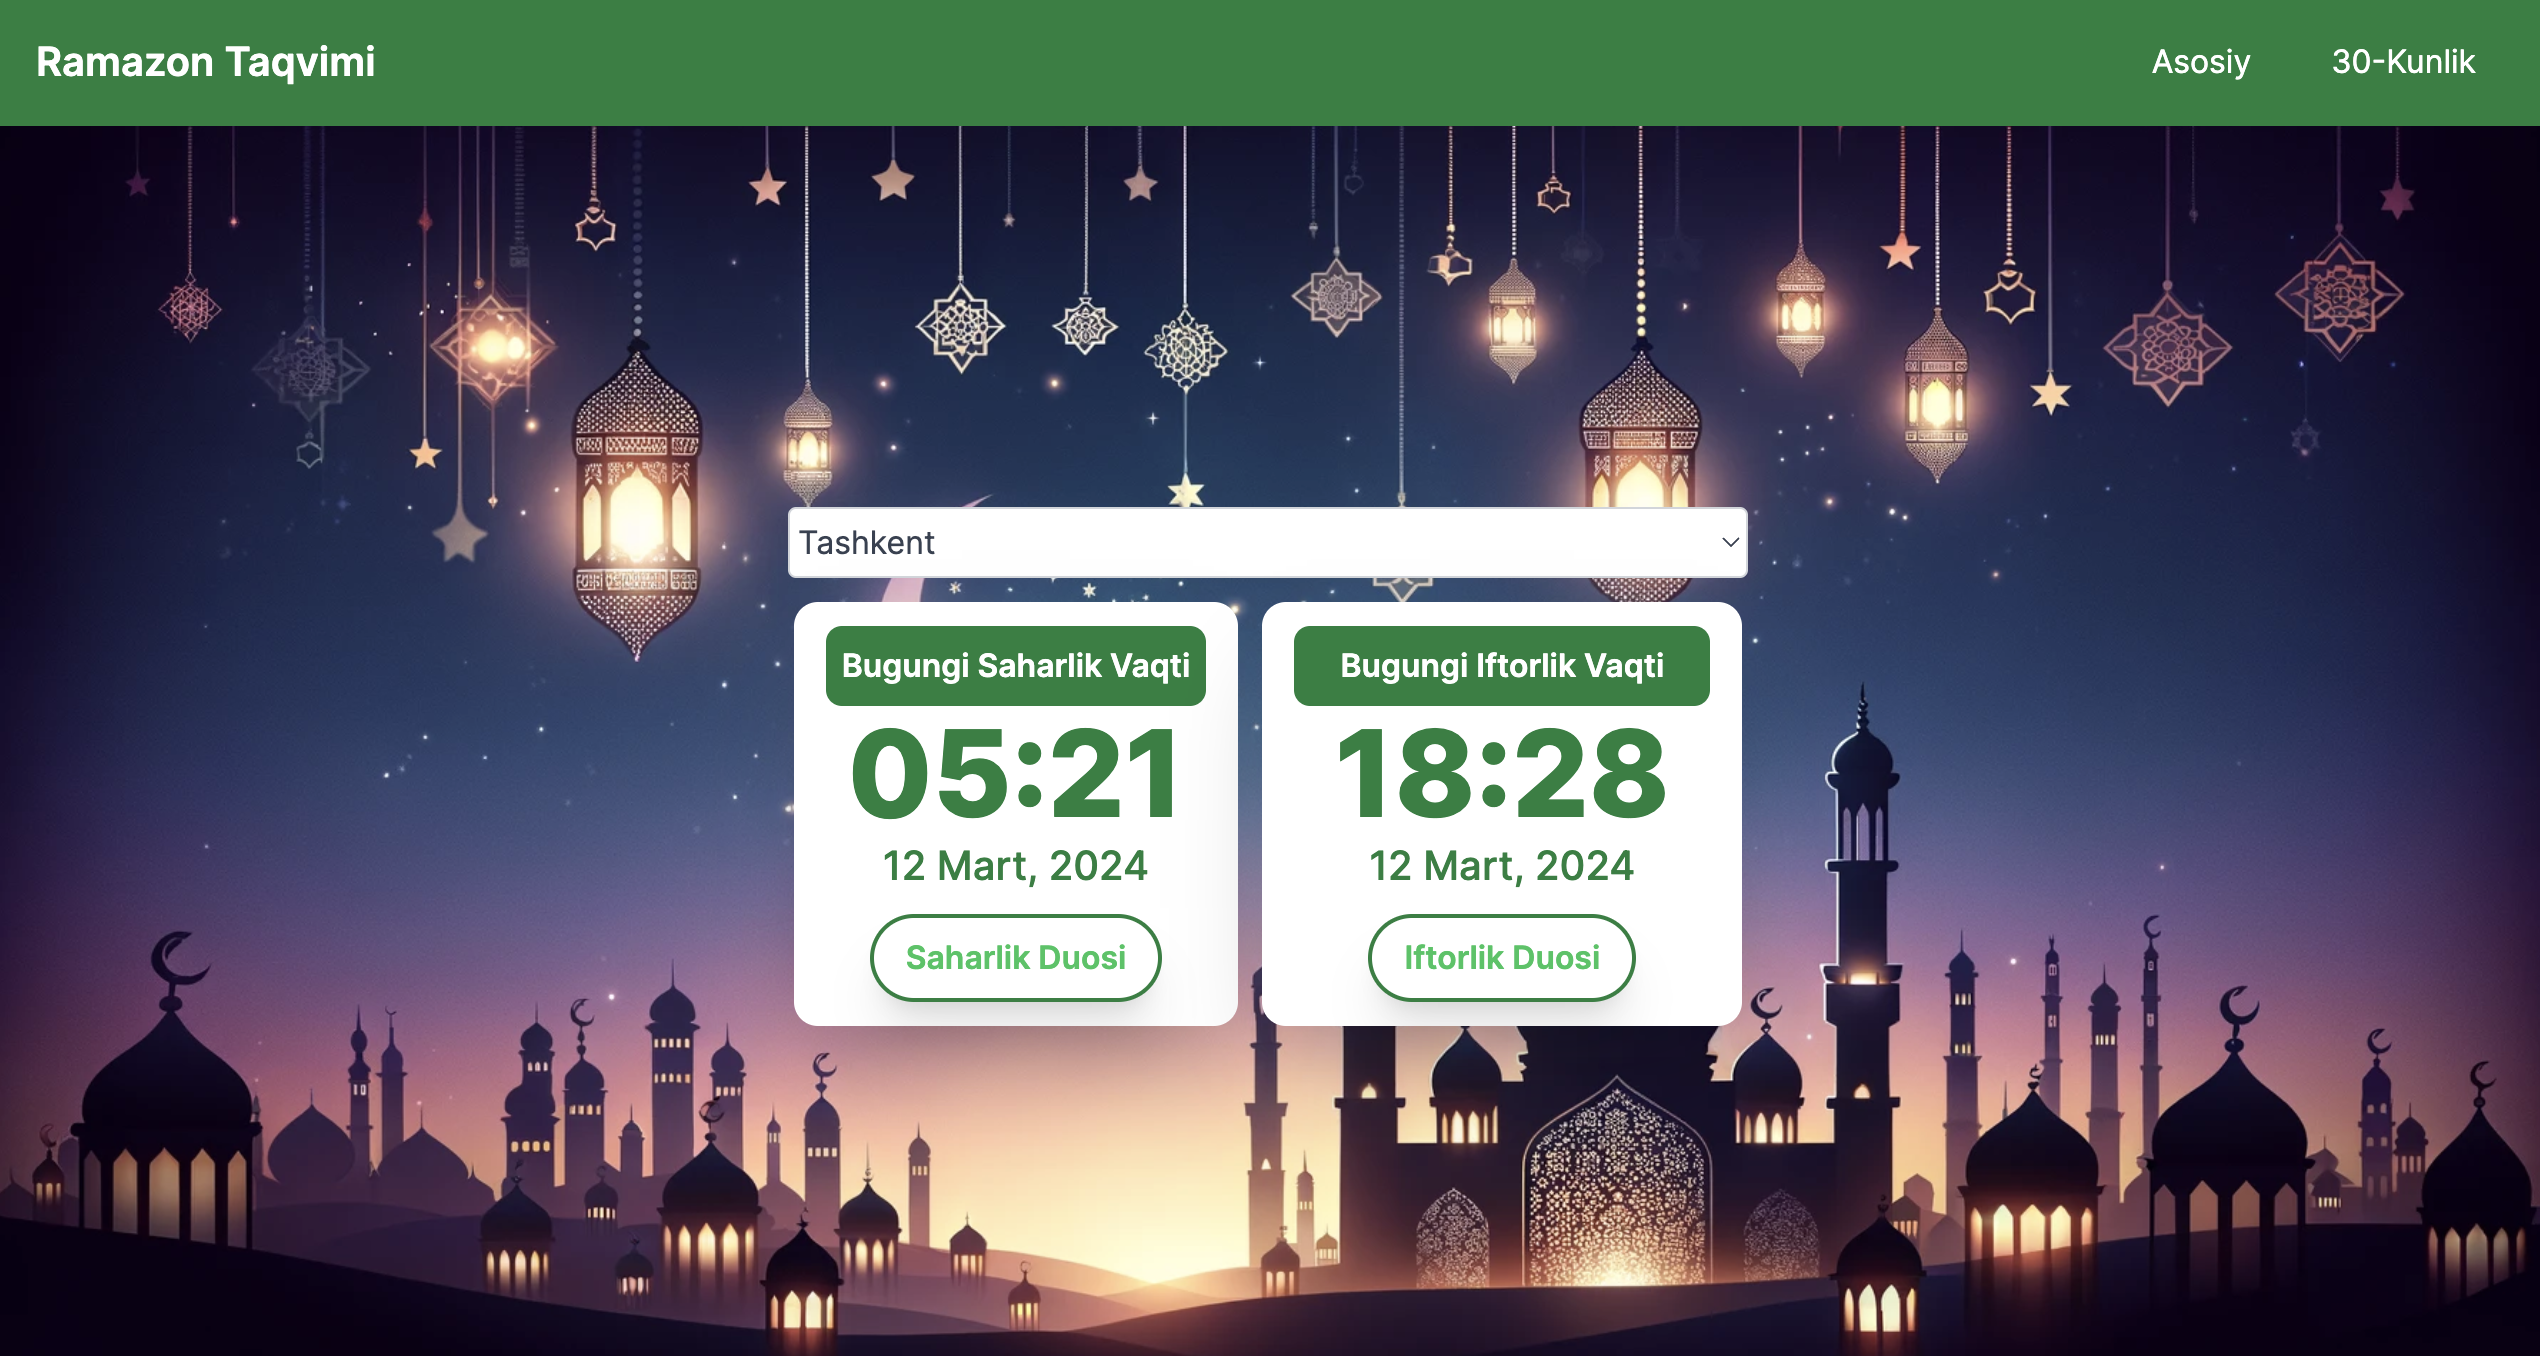 Ramazon Taqvimi
Asosiy
30-Kunlik
Tashkent
Bugungi Saharlik Vaqti
05:21
12 Mart, 2024
Saharlik Duosi
Bugungi Iftorlik Vaqti
18:28
12 Mart, 2024
Iftorlik Duosi